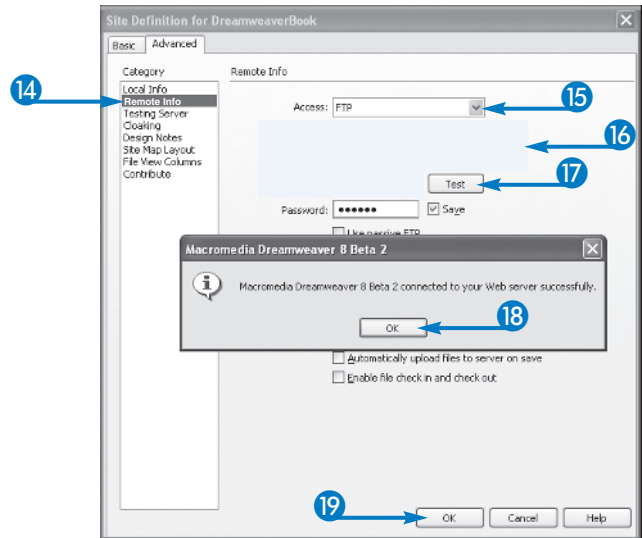 Site Definition for DreamweaverBook
Basic Advanced
Category Remote Info
Local Info
14 Remote Info
Access: FTP 15
Testing Server
Cloaking
Design Notes
16
Site Map Layout
File View Columns
Contribute
17
Test
Password: •••••• Save
Use passive FTP
Macromedia Dreamweaver 8 Beta 2
Macromedia Dreamweaver 8 Beta 2 connected to your Web server successfully.
18
OK
Automatically upload files to server on save
Enable file check in and check out
19
OK Cancel Help